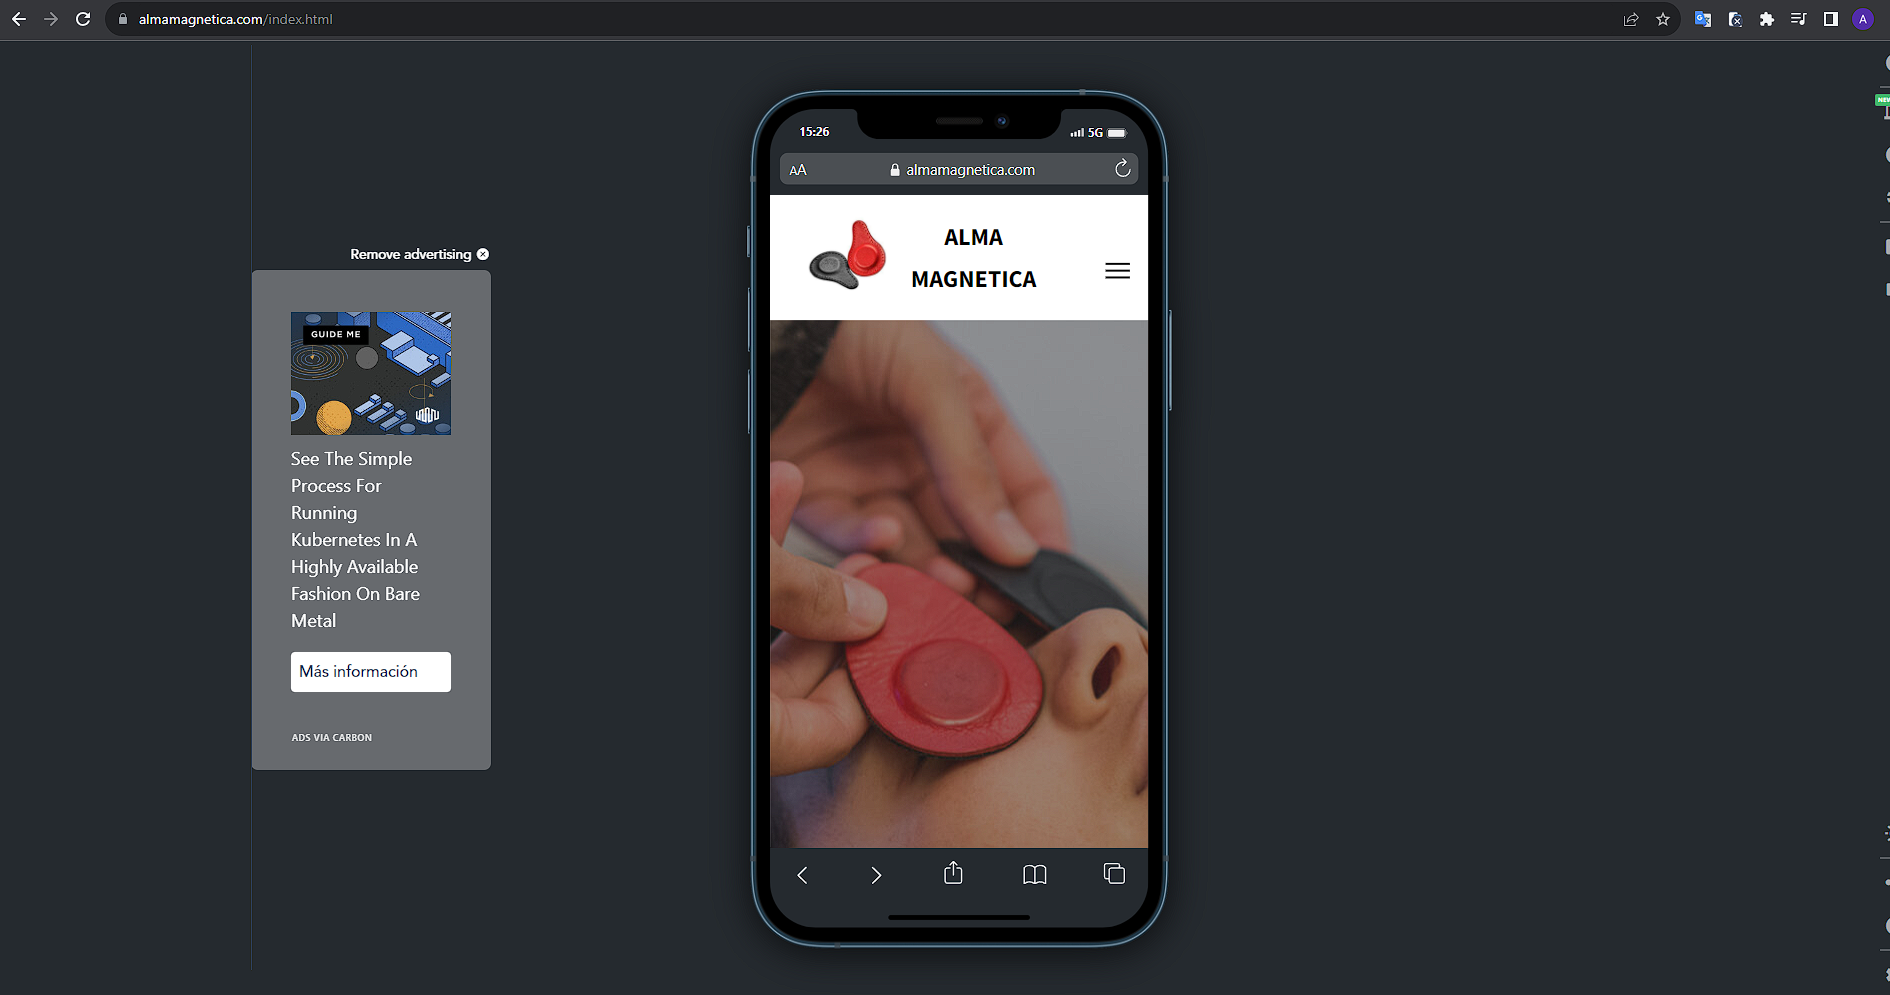 almamagnetica.com/index.html
A
NEW
15:26
5G
AA
almamagnetica.com
ALMA
MAGNETICA
Remove advertising
GUIDE ME
See The Simple
Process For
Running
Kubernetes In A
Highly Available
Fashion On Bare
Metal
Más información
ADS VIA CARBON